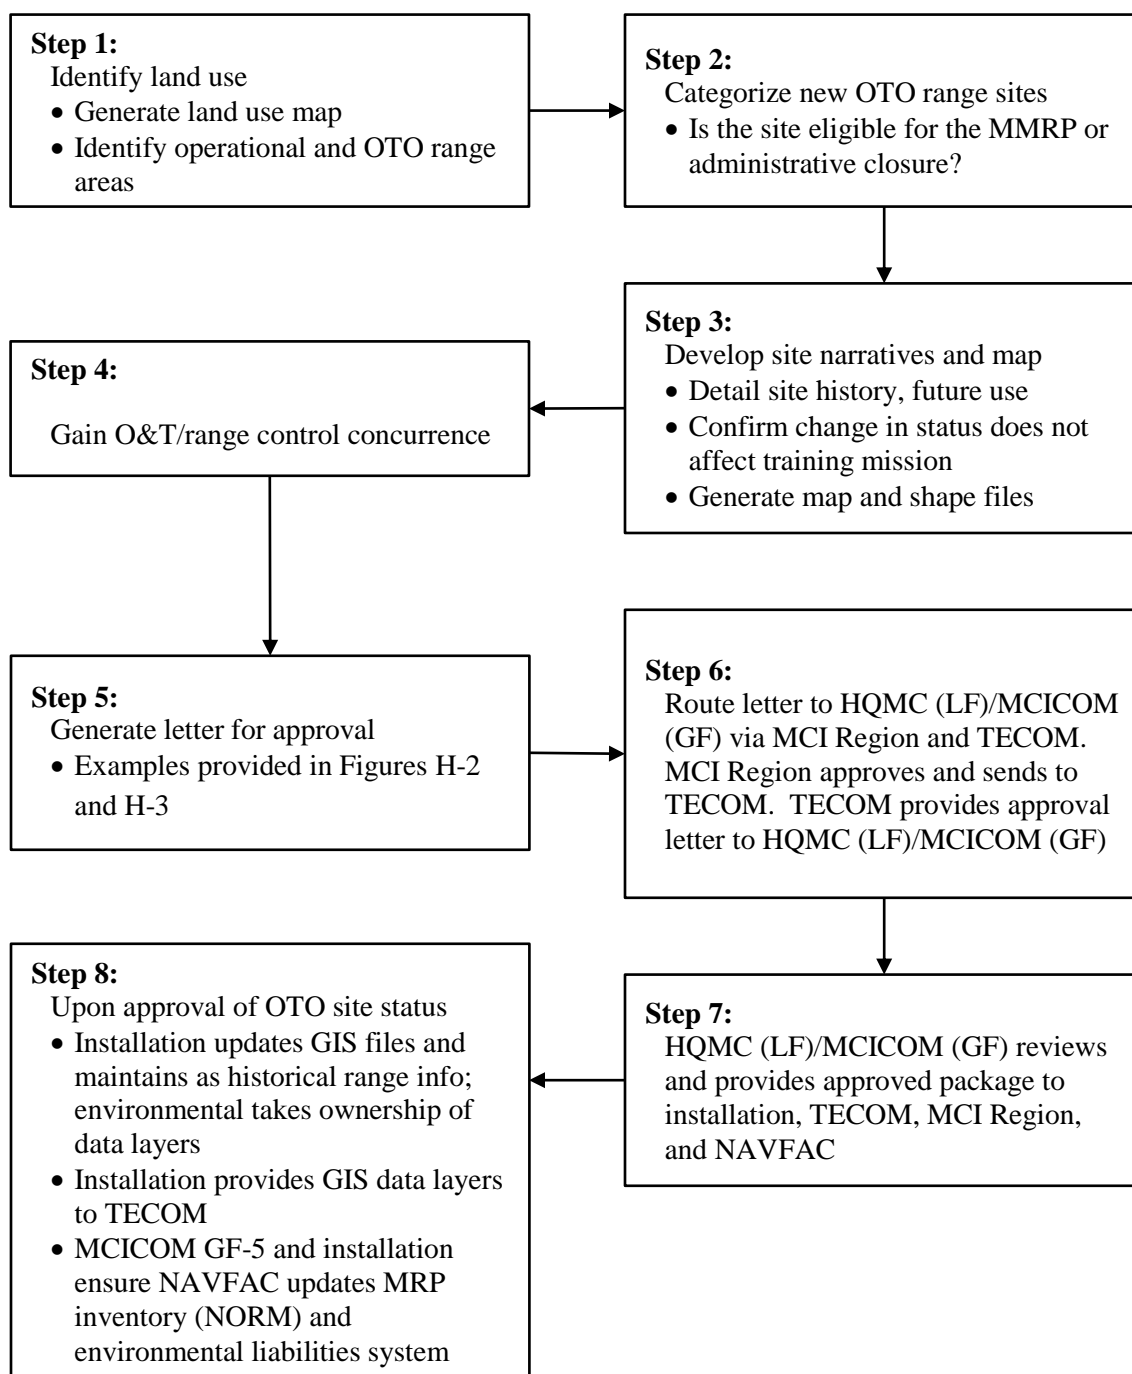 Step 1:
Identify land use
• Generate land use map
• Identify operational and OTO range
areas
Step 2:
Categorize new OTO range sites
• Is the site eligible for the MMRP or
administrative closure?
Step 3:
Develop site narratives and map
• Detail site history, future use
• Confirm change in status does not
affect training mission
• Generate map and shape files
Step 4:
Gain O&T/range control concurrence
Step 5:
Generate letter for approval
• Examples provided in Figures H-2
and H-3
Step 6:
Route letter to HQMC (LF)/MCICOM
(GF) via MCI Region and TECOM.
MCI Region approves and sends to
TECOM.  TECOM provides approval
letter to HQMC (LF)/MCICOM (GF)
Step 7:
HQMC (LF)/MCICOM (GF) reviews
and provides approved package to
installation, TECOM, MCI Region,
and NAVFAC
Step 8:
Upon approval of OTO site status
• Installation updates GIS files and
maintains as historical range info;
environmental takes ownership of
data layers
• Installation provides GIS data layers
to TECOM
• MCICOM GF-5 and installation
ensure NAVFAC updates MRP
inventory (NORM) and
environmental liabilities system